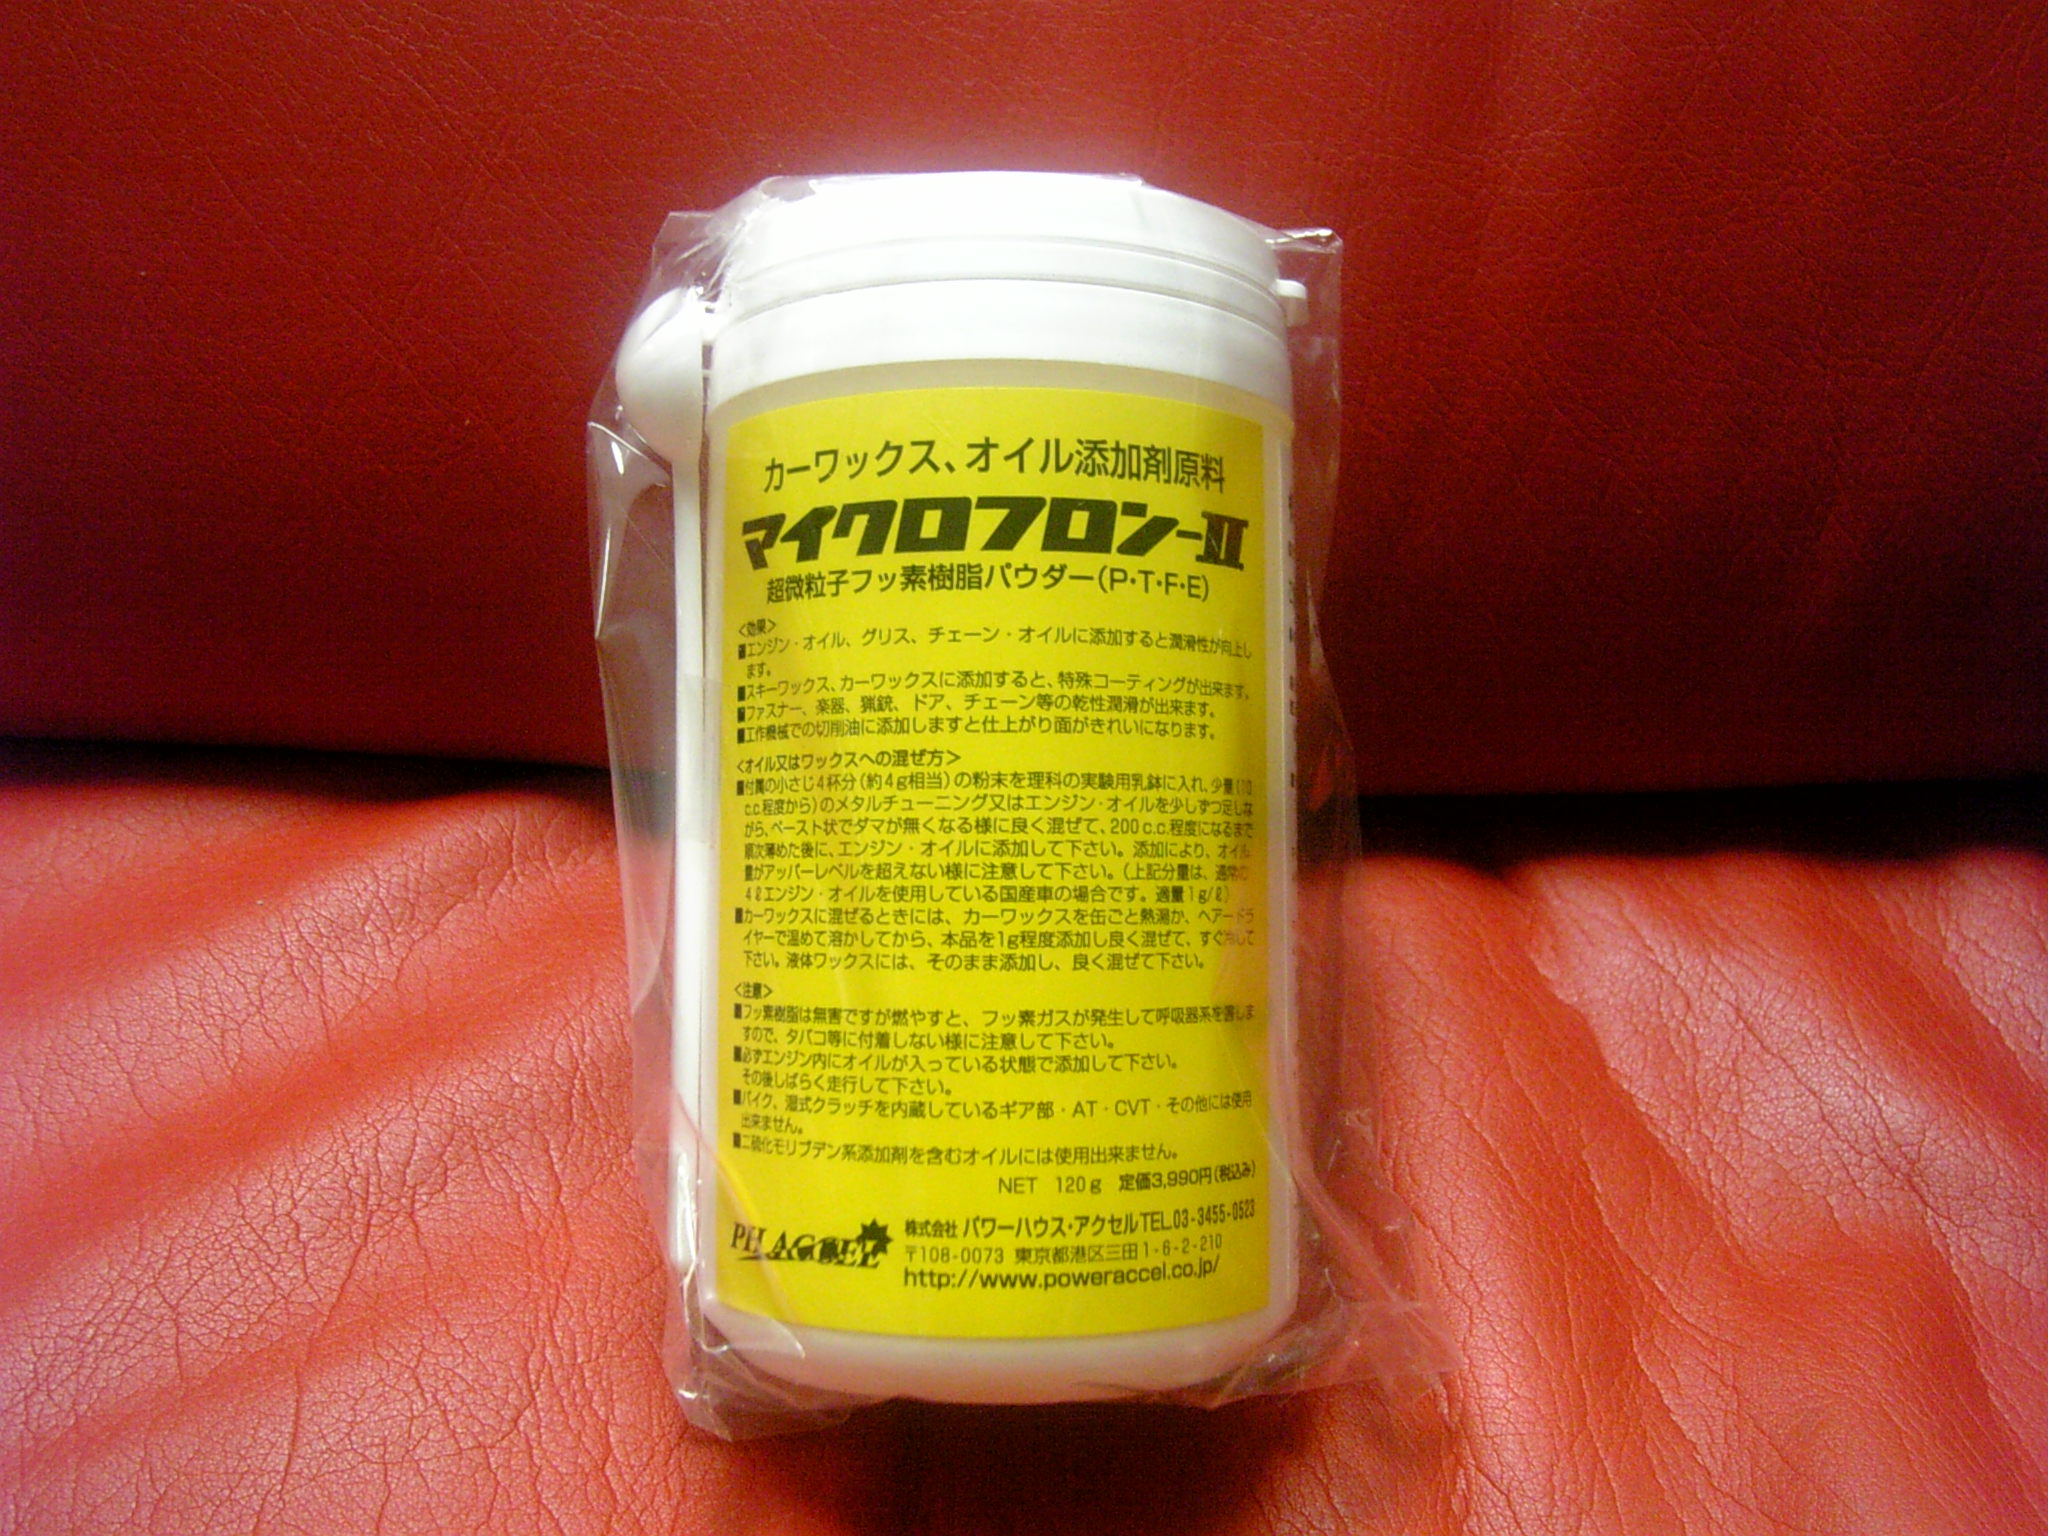 カーワックス、オイル添加剤原料
マイクロフロン-II
超微粒子フッ素樹脂パウダー(P・T・F・E)
<効果>
■エンジン・オイル、グリス、チェーン・オイルに添加すると潤滑性が向上し
ます。
■スキーワックス、カーワックスに添加すると、特殊コーティングが出来ます。
■ファスナー、楽器、猟銃、ドア、チェーン等の乾性潤滑が出来ます。
■工作機械での切削油に添加しますと仕上がり面がきれいになります。
<オイル又はワックスへの混ぜ方>
■付属の小さじ4杯分(約4g相当)の粉末を理科の実験用乳鉢に入れ、少量(10
c.c.程度から)のメタルチューニング又はエンジン・オイルを少しずつ足しな
がら、ペースト状でダマが無くなる様に良く混ぜて、200c.c.程度になるまで
順次薄めた後に、エンジン・オイルに添加して下さい。添加により、オイル
量がアッパーレベルを超えない様に注意して下さい。(上記分量は、通常の
4ℓエンジン・オイルを使用している国産車の場合です。適量1g/ℓ)
■カーワックスに混ぜるときには、カーワックスを缶ごと熱湯か、ヘアードラ
イヤーで温めて溶かしてから、本品を1g程度添加し良く混ぜて、すぐ冷して
下さい。液体ワックスには、そのまま添加し、良く混ぜて下さい。
<注意>
■フッ素樹脂は無害ですが燃やすと、フッ素ガスが発生して呼吸器系を害しま
すので、タバコ等に付着しない様に注意して下さい。
■必ずエンジン内にオイルが入っている状態で添加して下さい。
その後しばらく走行して下さい。
■バイク、湿式クラッチを内蔵しているギア部・AT・CVT・その他には使用
出来ません。
■二硫化モリブデン系添加剤を含むオイルには使用出来ません。
NET 120g 定価3,990円(税込み)
PH ACCEL 株式会社 パワーハウス・アクセル TEL.03-3455-0523
〒108-0073 東京都港区三田1-6-2-210
http://www.poweraccel.co.jp/